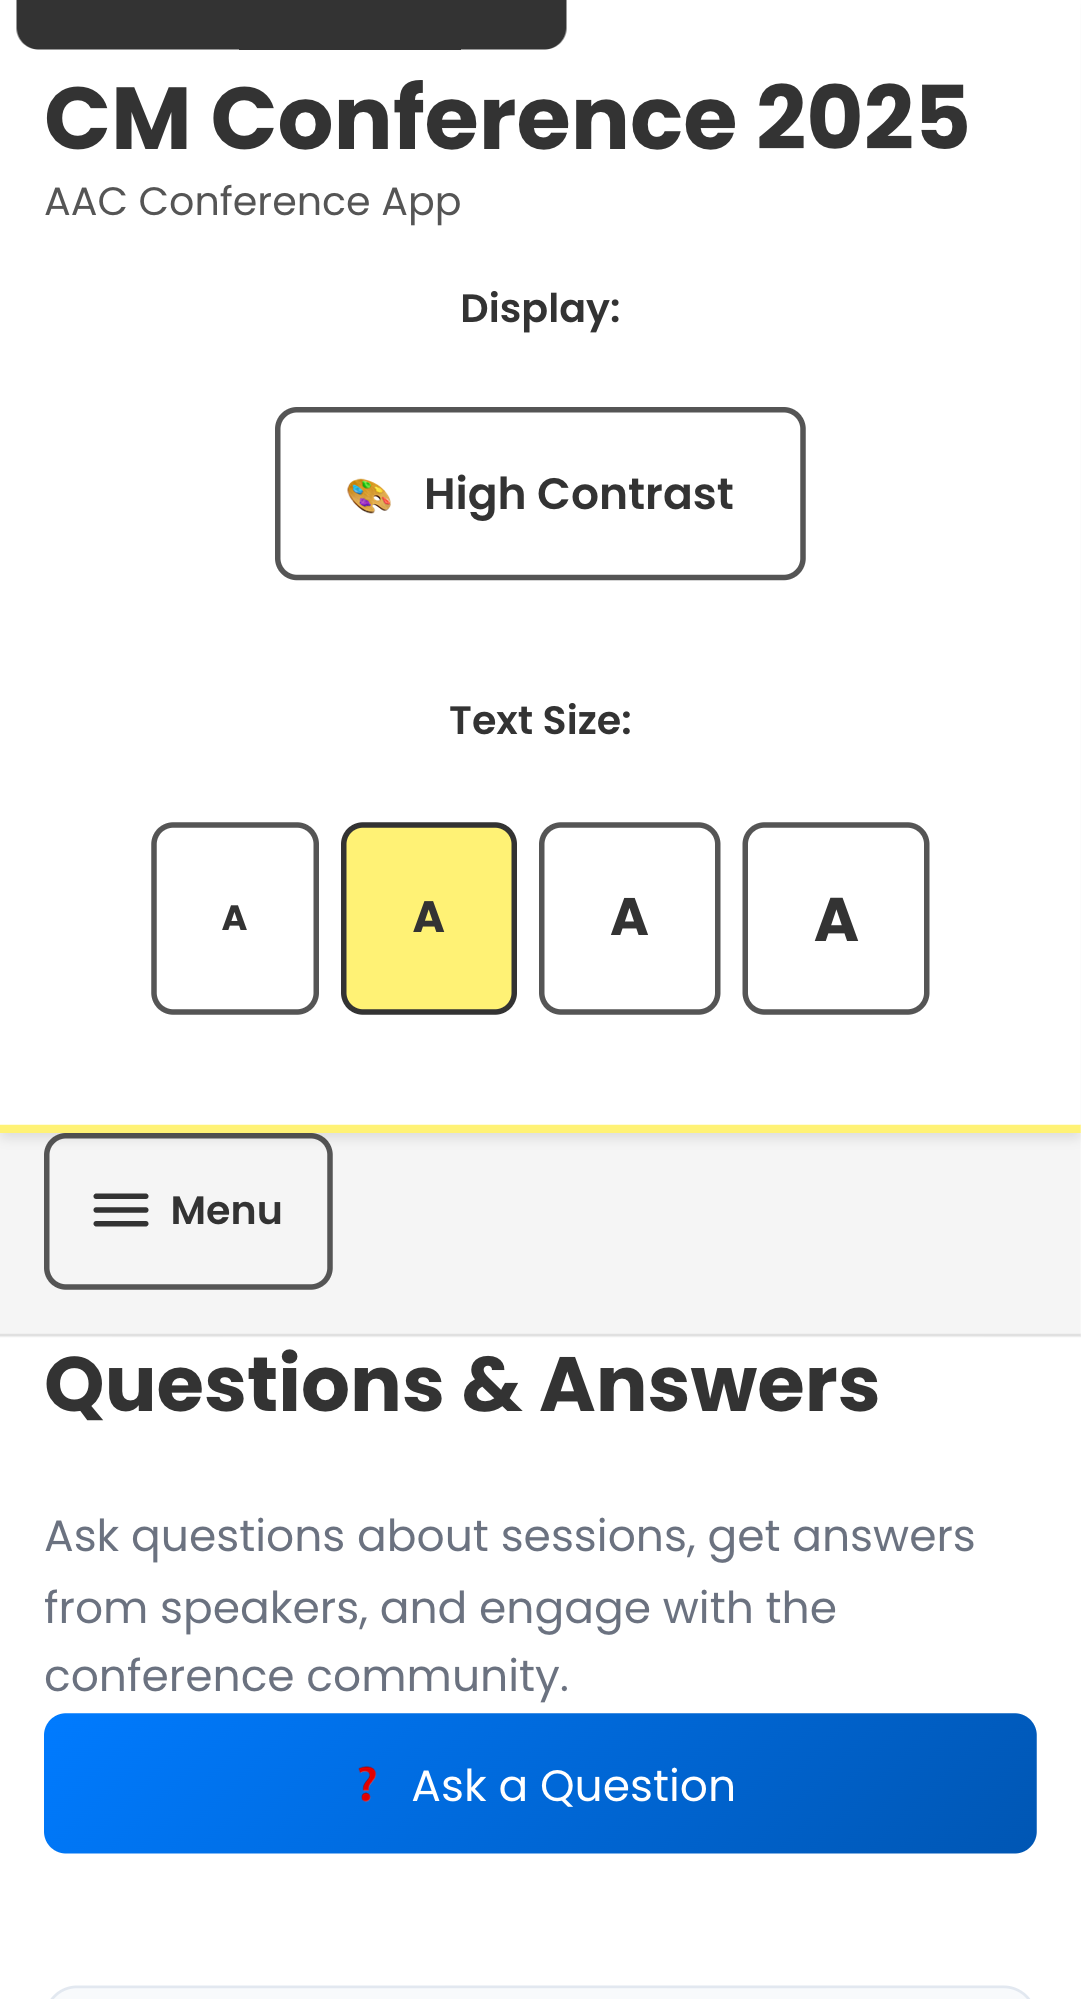 CM Conference 2025
AAC Conference App
Display:
🎨 High Contrast
Text Size:
A A A A
Menu
Questions & Answers
Ask questions about sessions, get answers
from speakers, and engage with the
conference community.
❓ Ask a Question